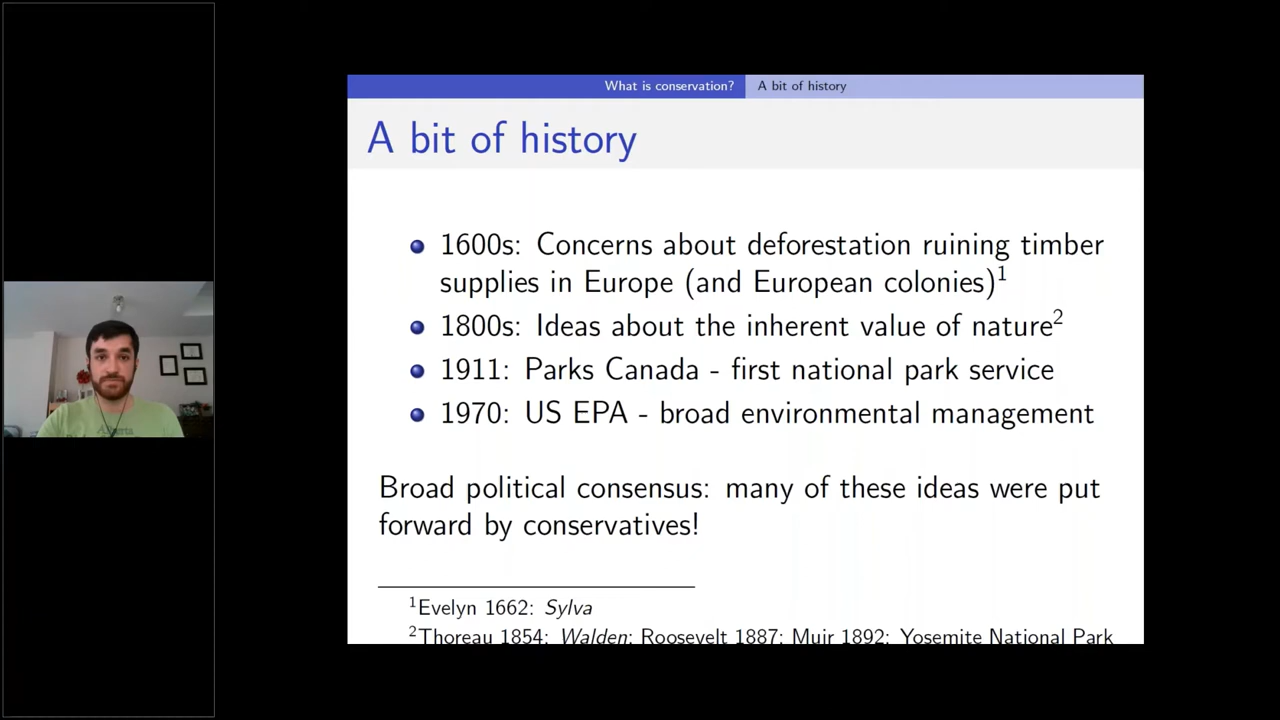 What is conservation? A bit of history
A bit of history
1600s: Concerns about deforestation ruining timber
supplies in Europe (and European colonies)1
1800s: Ideas about the inherent value of nature2
1911: Parks Canada - first national park service
1970: US EPA - broad environmental management
Broad political consensus: many of these ideas were put
forward by conservatives!
1Evelyn 1662: Sylva
2Thoreau 1854: Walden; Roosevelt 1887; Muir 1892; Yosemite National Park
Alberta